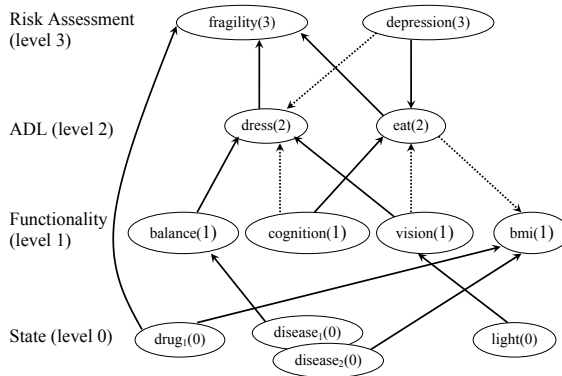 Risk Assessment
(level 3)
fragility(3)
depression(3)
ADL (level 2)
dress(2)
eat(2)
Functionality
(level 1)
balance(1)
cognition(1)
vision(1)
bmi(1)
State (level 0)
drug₁(0)
disease₁(0)
disease₂(0)
light(0)